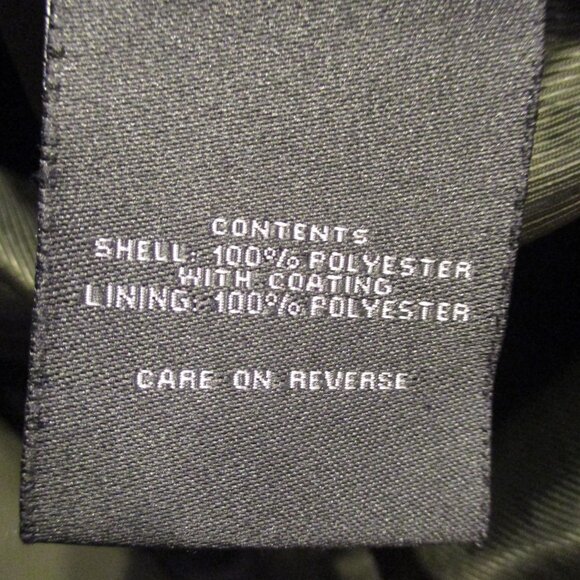 CONTENTS
SHELL: 100% POLYESTER
WITH COATING
LINING: 100% POLYESTER
CARE ON REVERSE